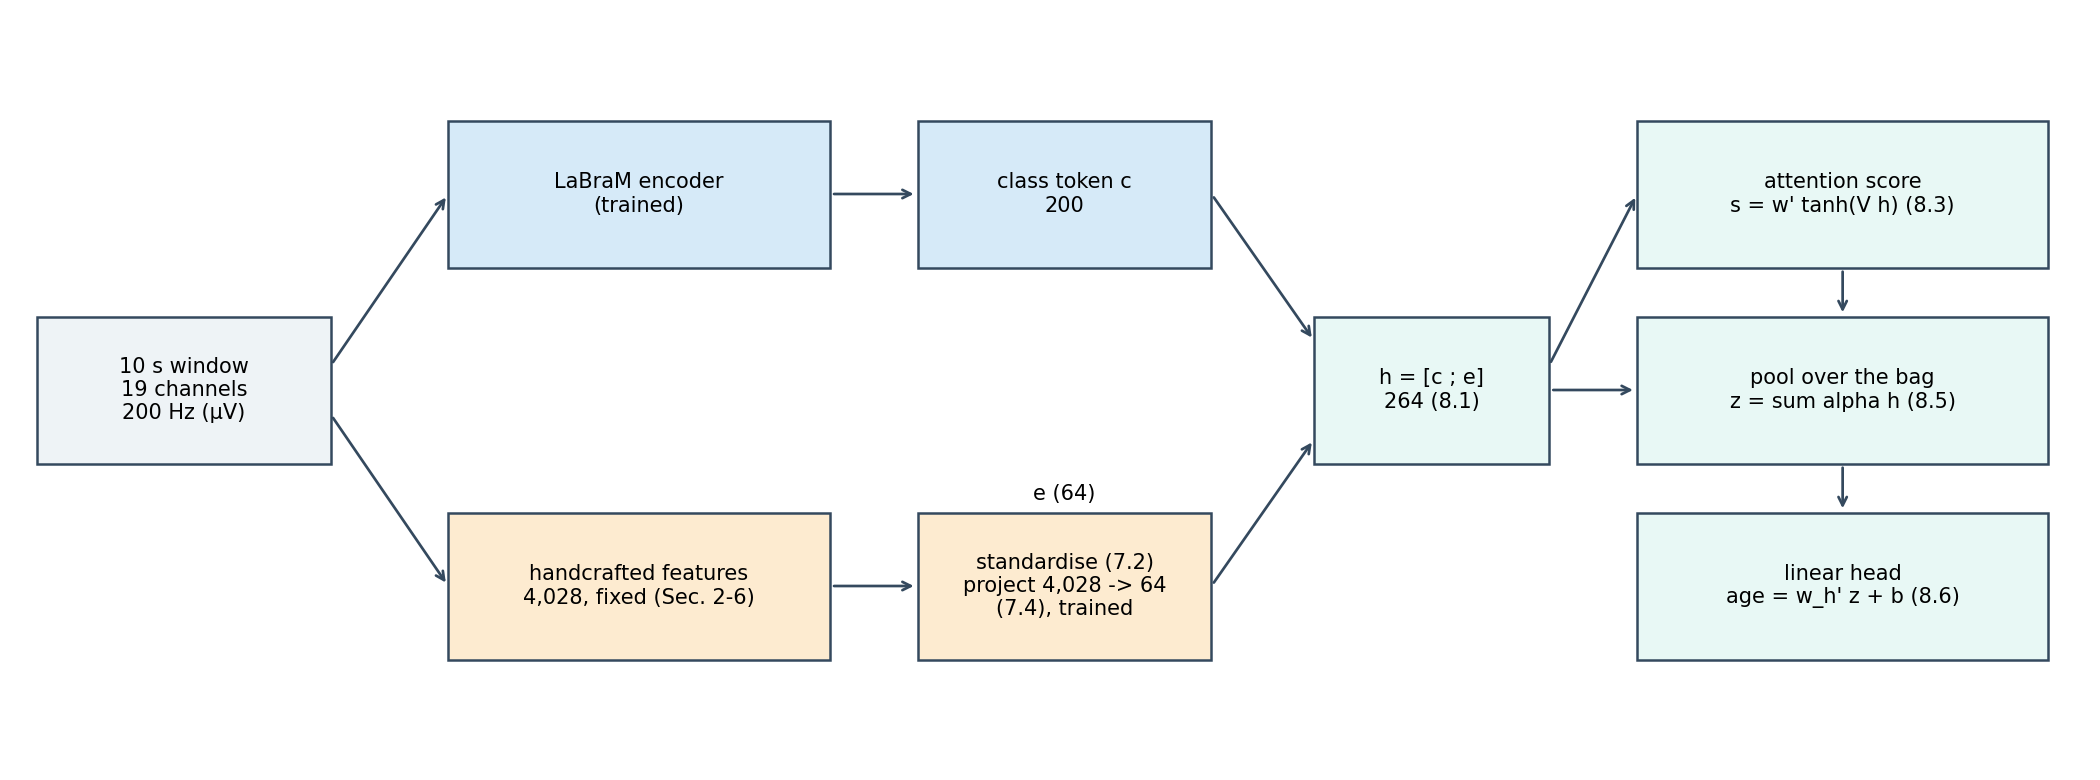 10 s window
19 channels
200 Hz (µV)
LaBraM encoder
(trained)
class token c
200
handcrafted features
4,028, fixed (Sec. 2-6)
e (64)
standardise (7.2)
project 4,028 -> 64
(7.4), trained
h = [c ; e]
264 (8.1)
attention score
s = w' tanh(V h) (8.3)
pool over the bag
z = sum alpha h (8.5)
linear head
age = w_h' z + b (8.6)